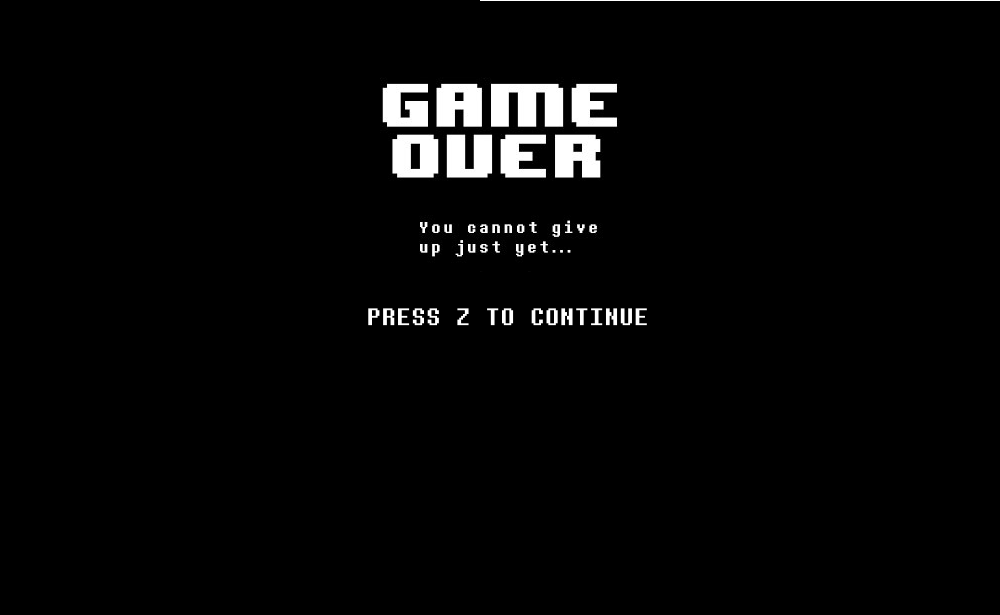 GAME
OVER
You cannot give
up just yet...
PRESS Z TO CONTINUE